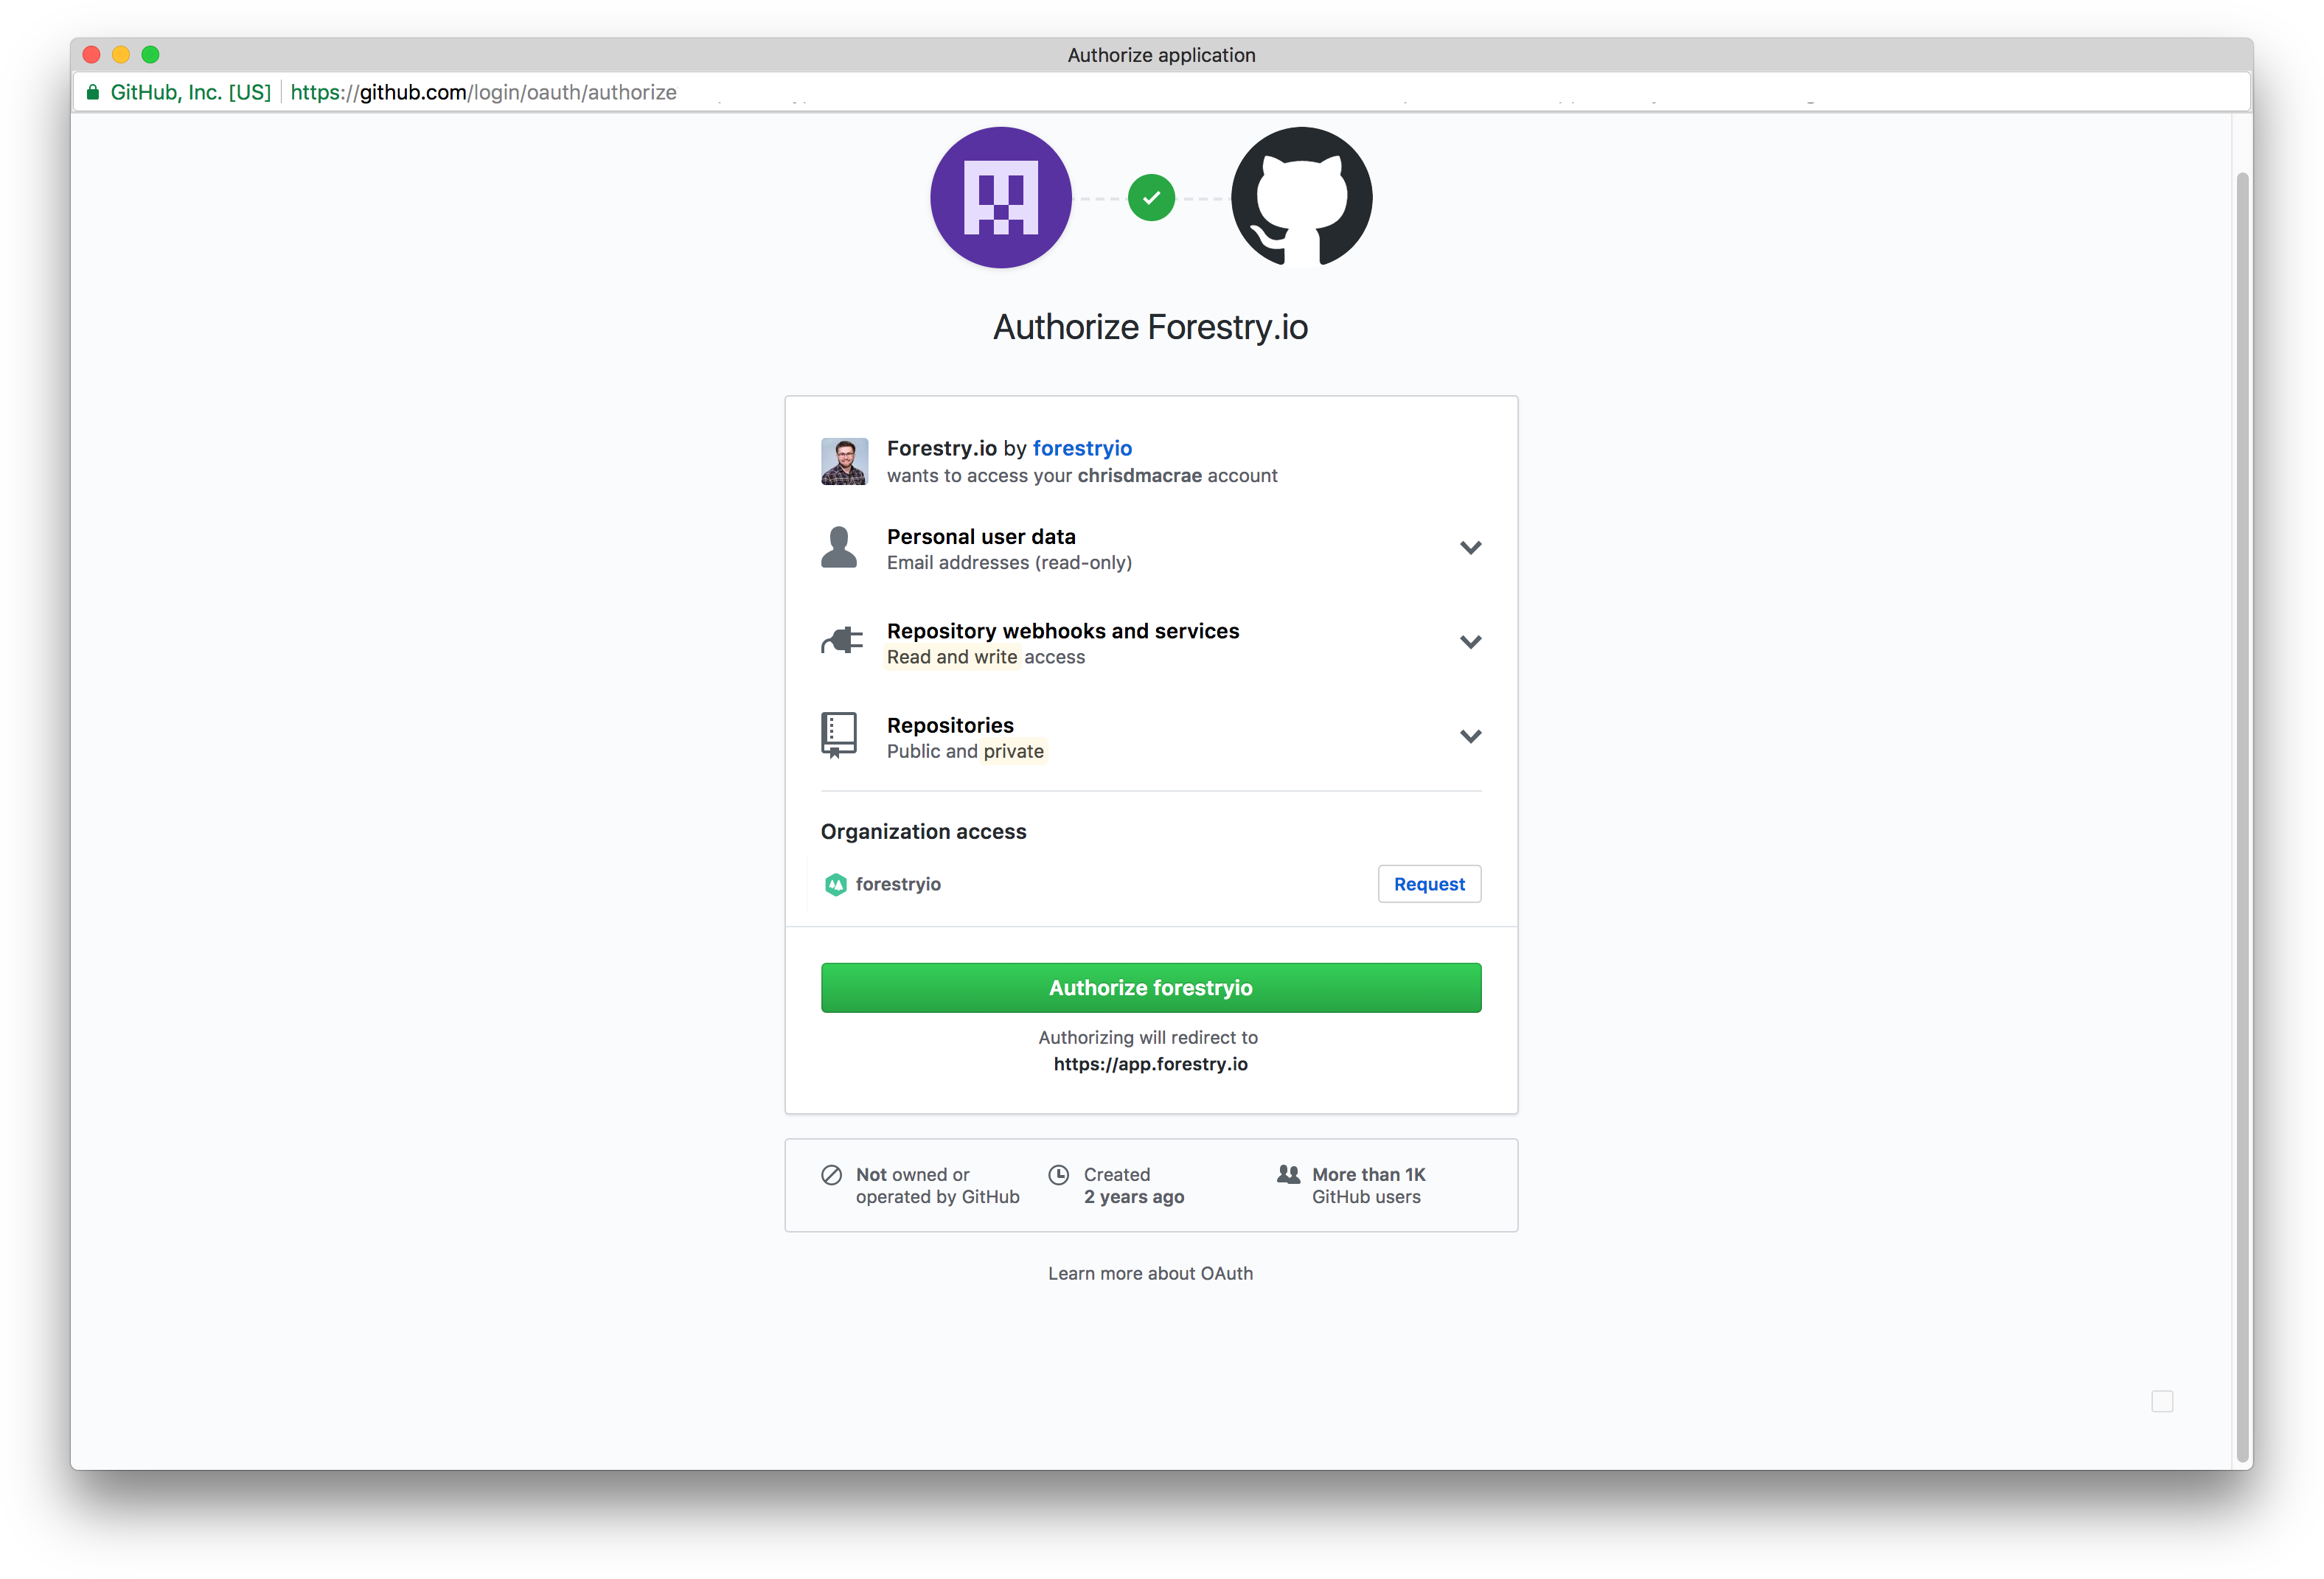 Authorize application
GitHub, Inc. [US] https://github.com/login/oauth/authorize
Authorize Forestry.io
Forestry.io by forestryio
wants to access your chrisdmacrae account
Personal user data
Email addresses (read-only)
Repository webhooks and services
Read and write access
Repositories
Public and private
Organization access
forestryio
Request
Authorize forestryio
Authorizing will redirect to
https://app.forestry.io
Not owned or
operated by GitHub
Created
2 years ago
More than 1K
GitHub users
Learn more about OAuth